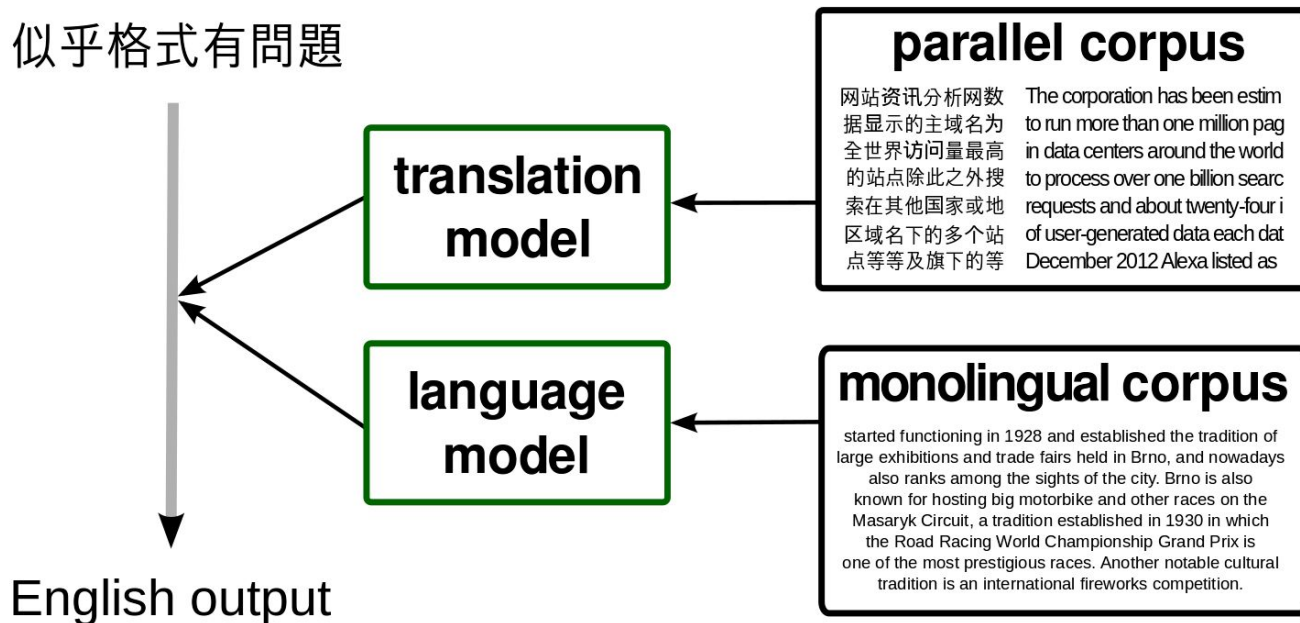 似乎格式有問題
parallel corpus
网站资讯分析网数
据显示的主域名为
全世界访问量最高
的站点除此之外搜
索在其他国家或地
区域名下的多个站
点等等及旗下的等
The corporation has been estim
to run more than one million pag
in data centers around the world
to process over one billion searc
requests and about twenty-four i
of user-generated data each dat
December 2012 Alexa listed as
translation
model
language
model
monolingual corpus
started functioning in 1928 and established the tradition of
large exhibitions and trade fairs held in Brno, and nowadays
also ranks among the sights of the city. Brno is also
known for hosting big motorbike and other races on the
Masaryk Circuit, a tradition established in 1930 in which
the Road Racing World Championship Grand Prix is
one of the most prestigious races. Another notable cultural
tradition is an international fireworks competition.
English output